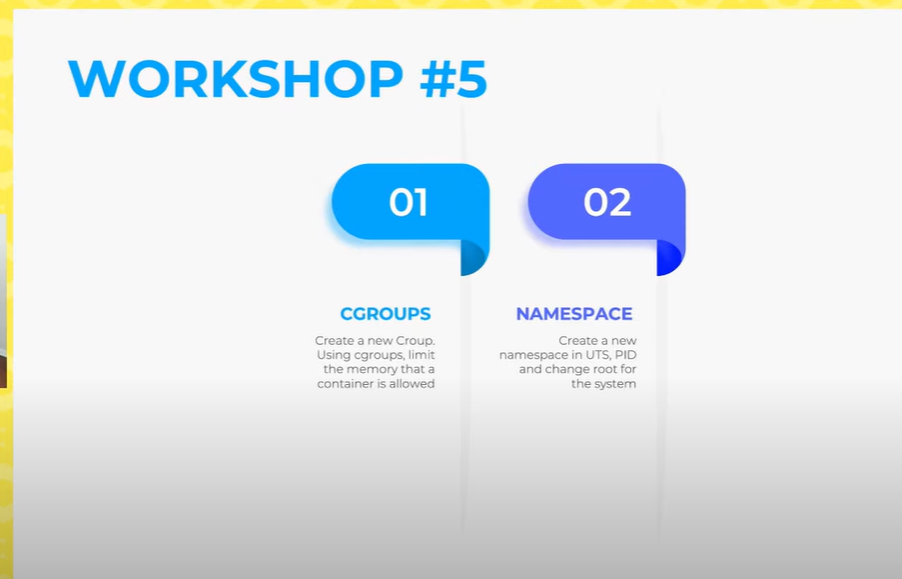 WORKSHOP #5
01
02
CGROUPS
Create a new Croup.
Using cgroups, limit
the memory that a
container is allowed
NAMESPACE
Create a new
namespace in UTS, PID
and change root for
the system